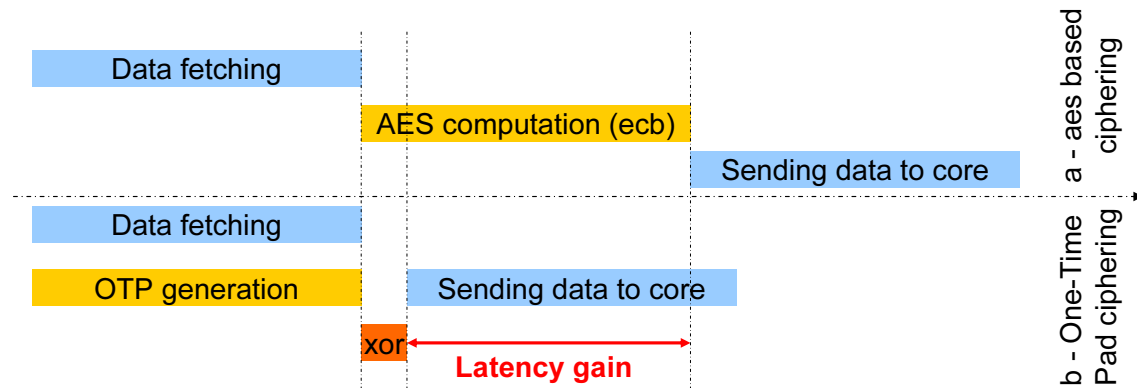 Data fetching
AES computation (ecb)
Sending data to core
a - aes based
ciphering
Data fetching
OTP generation
Sending data to core
xor
Latency gain
b - One-Time
Pad ciphering